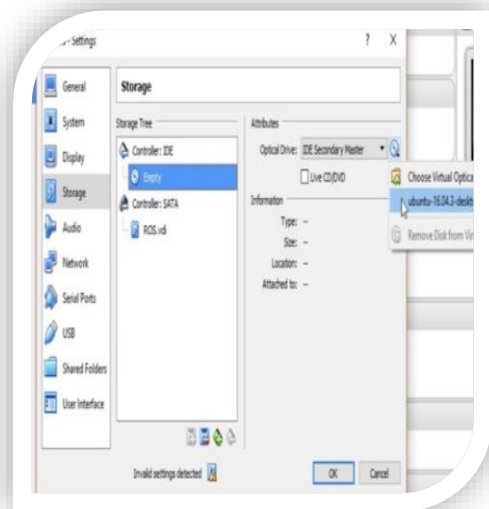 - Settings
? X
General
System
Display
Storage
Audio
Network
Serial Ports
USB
Shared Folders
User Interface
Storage
Storage Tree
Controller: IDE
Empty
Controller: SATA
ROS.vdi
Attributes
Optical Drive: IDE Secondary Master
Live CD/DVD
Information
Type: --
Size: --
Location: --
Attached to: --
Choose Virtual Optica
ubuntu-16.04.3-deskt
Remove Disk from Vir
Invalid settings detected
OK Cancel